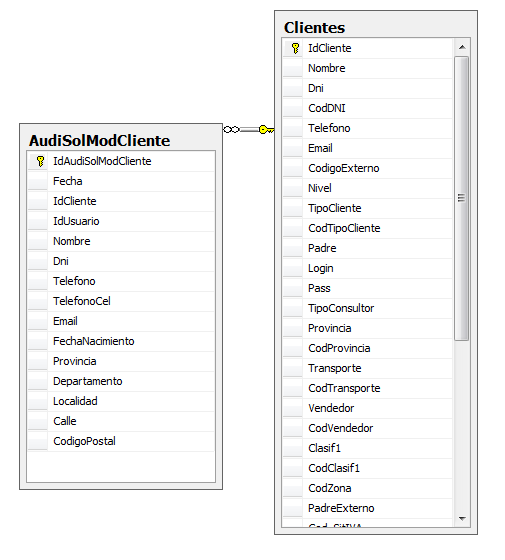 AudiSolModCliente
IdAudiSolModCliente
Fecha
IdCliente
IdUsuario
Nombre
Dni
Telefono
TelefonoCel
Email
FechaNacimiento
Provincia
Departamento
Localidad
Calle
CodigoPostal
Clientes
IdCliente
Nombre
Dni
CodDNI
Telefono
Email
CodigoExterno
Nivel
TipoCliente
CodTipoCliente
Padre
Login
Pass
TipoConsultor
Provincia
CodProvincia
Transporte
CodTransporte
Vendedor
CodVendedor
Clasif1
CodClasif1
CodZona
PadreExterno